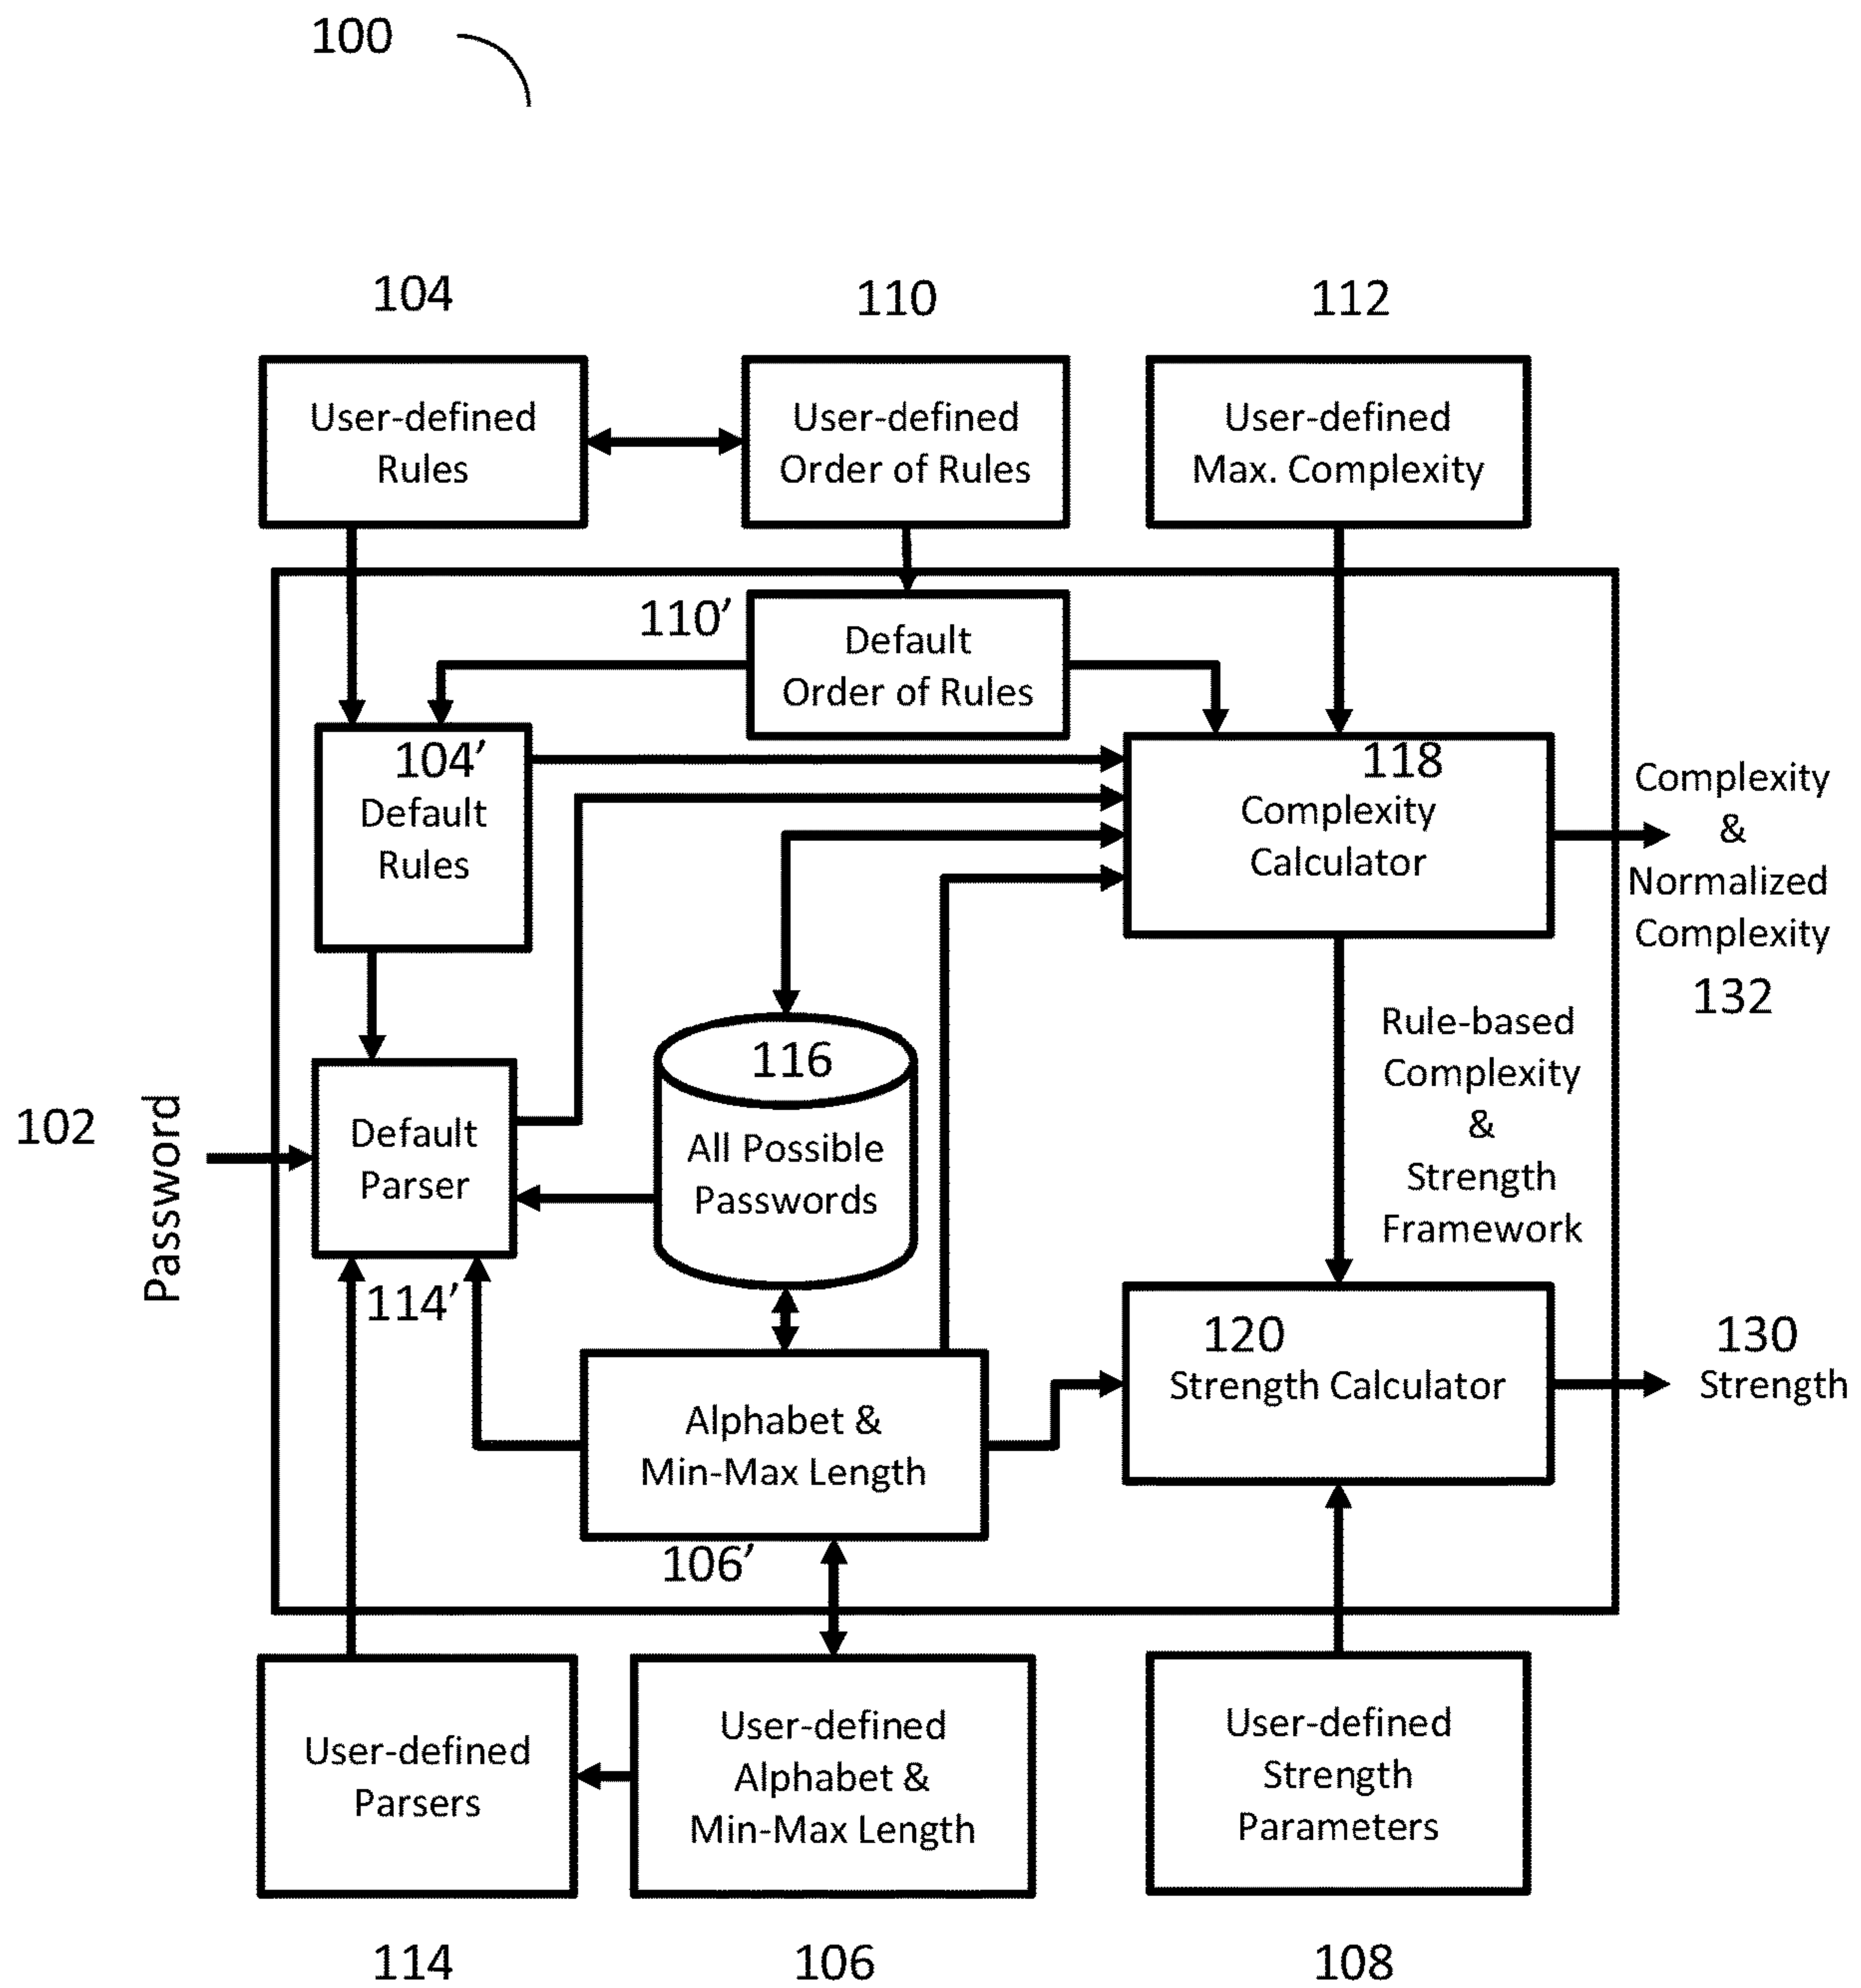 100
104
110
112
User-defined
Rules
User-defined
Order of Rules
User-defined
Max. Complexity
110’
Default
Order of Rules
104’
Default
Rules
118
Complexity
Calculator
Complexity
&
Normalized
Complexity
132
Rule-based
Complexity
&
Strength
Framework
116
All Possible
Passwords
102
Password
Default
Parser
114’
120
Strength Calculator
130
Strength
Alphabet &
Min-Max Length
106’
User-defined
Parsers
User-defined
Alphabet &
Min-Max Length
User-defined
Strength
Parameters
114
106
108